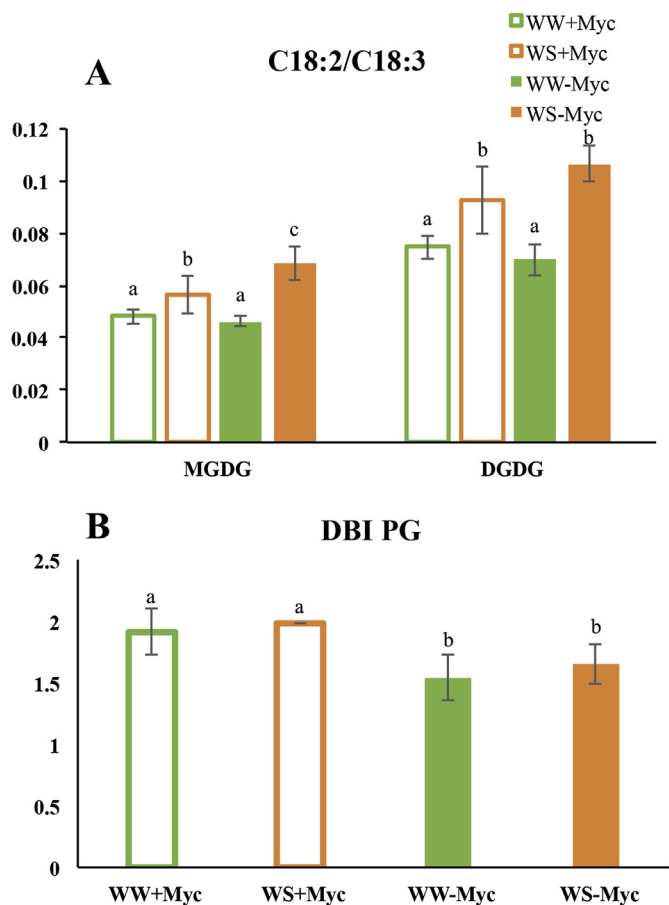 WW+Myc
WS+Myc
WW-Myc
WS-Myc
A
C18:2/C18:3
0.12
0.1
0.08
0.06
0.04
0.02
0
a
b
a
c
a
b
a
b
MGDG
DGDG
B
DBI PG
2.5
2
1.5
1
0.5
0
a
a
b
b
WW+Myc
WS+Myc
WW-Myc
WS-Myc